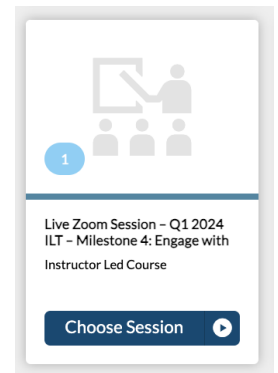 1
Live Zoom Session – Q1 2024
ILT – Milestone 4: Engage with
Instructor Led Course
Choose Session